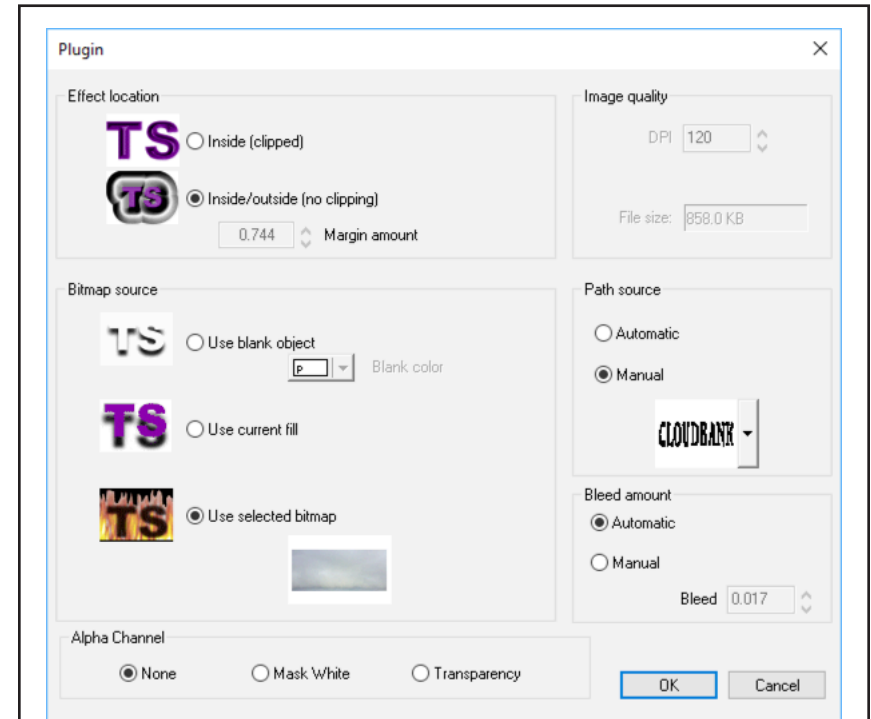 Plugin
Effect location
TS
Inside (clipped)
TS
Inside/outside (no clipping)
0.744
Margin amount
Image quality
DPI
120
File size:
858.0 KB
Bitmap source
TS
Use blank object
P
Blank color
TS
Use current fill
TS
Use selected bitmap
Path source
Automatic
Manual
CLOUDBANK
Bleed amount
Automatic
Manual
Bleed
0.017
Alpha Channel
None
Mask White
Transparency
OK
Cancel